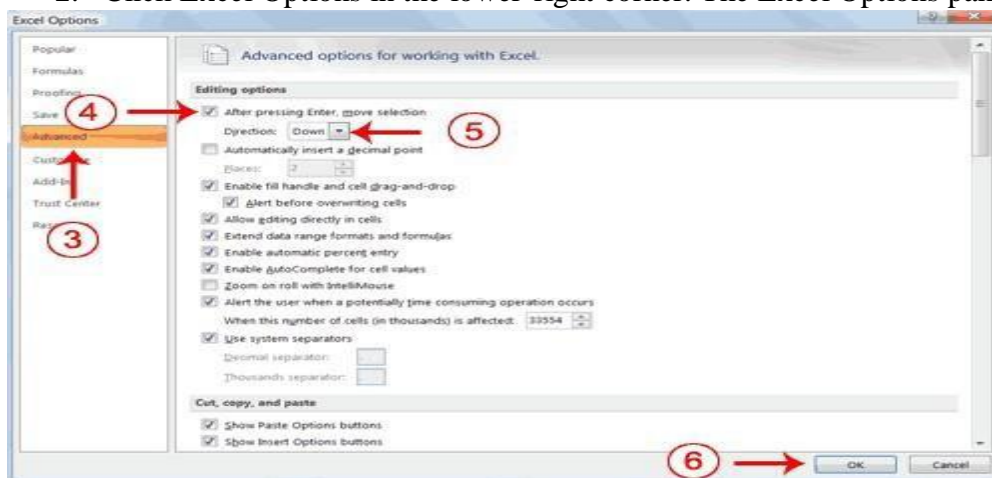 2. Click Excel Options in the lower-right corner. The Excel Options pan
Excel Options
Popular
Formulas
Proofing
Save
Advanced
Customize
Add-Ins
Trust Center
3
4
5
6
Advanced options for working with Excel.
Editing options
After pressing Enter, move selection
Direction: Down
Automatically insert a decimal point
Places: 2
Enable fill handle and cell drag-and-drop
Alert before overwriting cells
Allow editing directly in cells
Extend data range formats and formulas
Enable automatic percent entry
Enable AutoComplete for cell values
Zoom on roll with IntelliMouse
Alert the user when a potentially time consuming operation occurs
When this number of cells (in thousands) is affected: 33554
Use system separators
Decimal separator:
Thousands separator:
Cut, copy, and paste
Show Paste Options buttons
Show Insert Options buttons
OK
Cancel